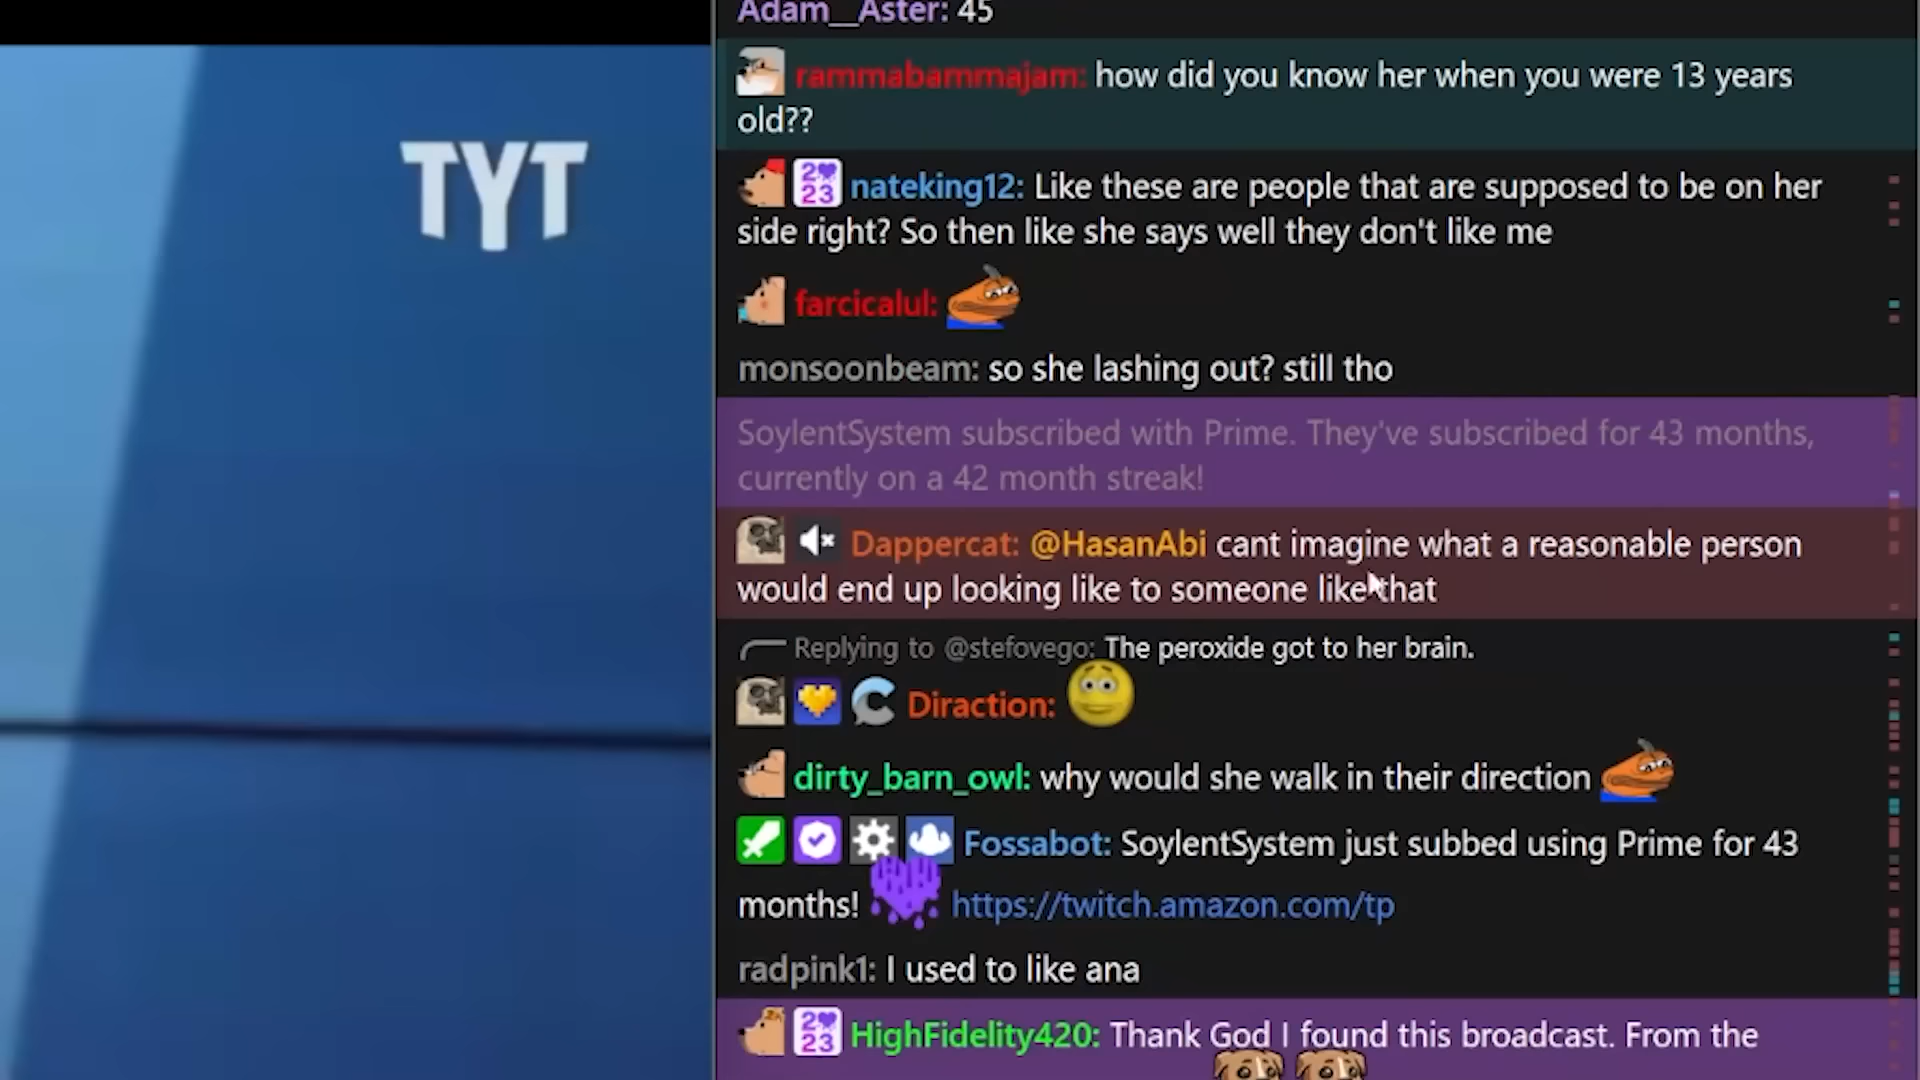 TYT
Adam__Aster: 45
rammabammajam: how did you know her when you were 13 years
old??
2 23 nateking12: Like these are people that are supposed to be on her
side right? So then like she says well they don't like me
farcicalul:
monsoonbeam: so she lashing out? still tho
SoylentSystem subscribed with Prime. They've subscribed for 43 months,
currently on a 42 month streak!
Dappercat: @HasanAbi cant imagine what a reasonable person
would end up looking like to someone like that
Replying to @stefovego: The peroxide got to her brain.
Diraction:
dirty_barn_owl: why would she walk in their direction
Fossabot: SoylentSystem just subbed using Prime for 43
months! https://twitch.amazon.com/tp
radpink1: I used to like ana
2 23 HighFidelity420: Thank God I found this broadcast. From the